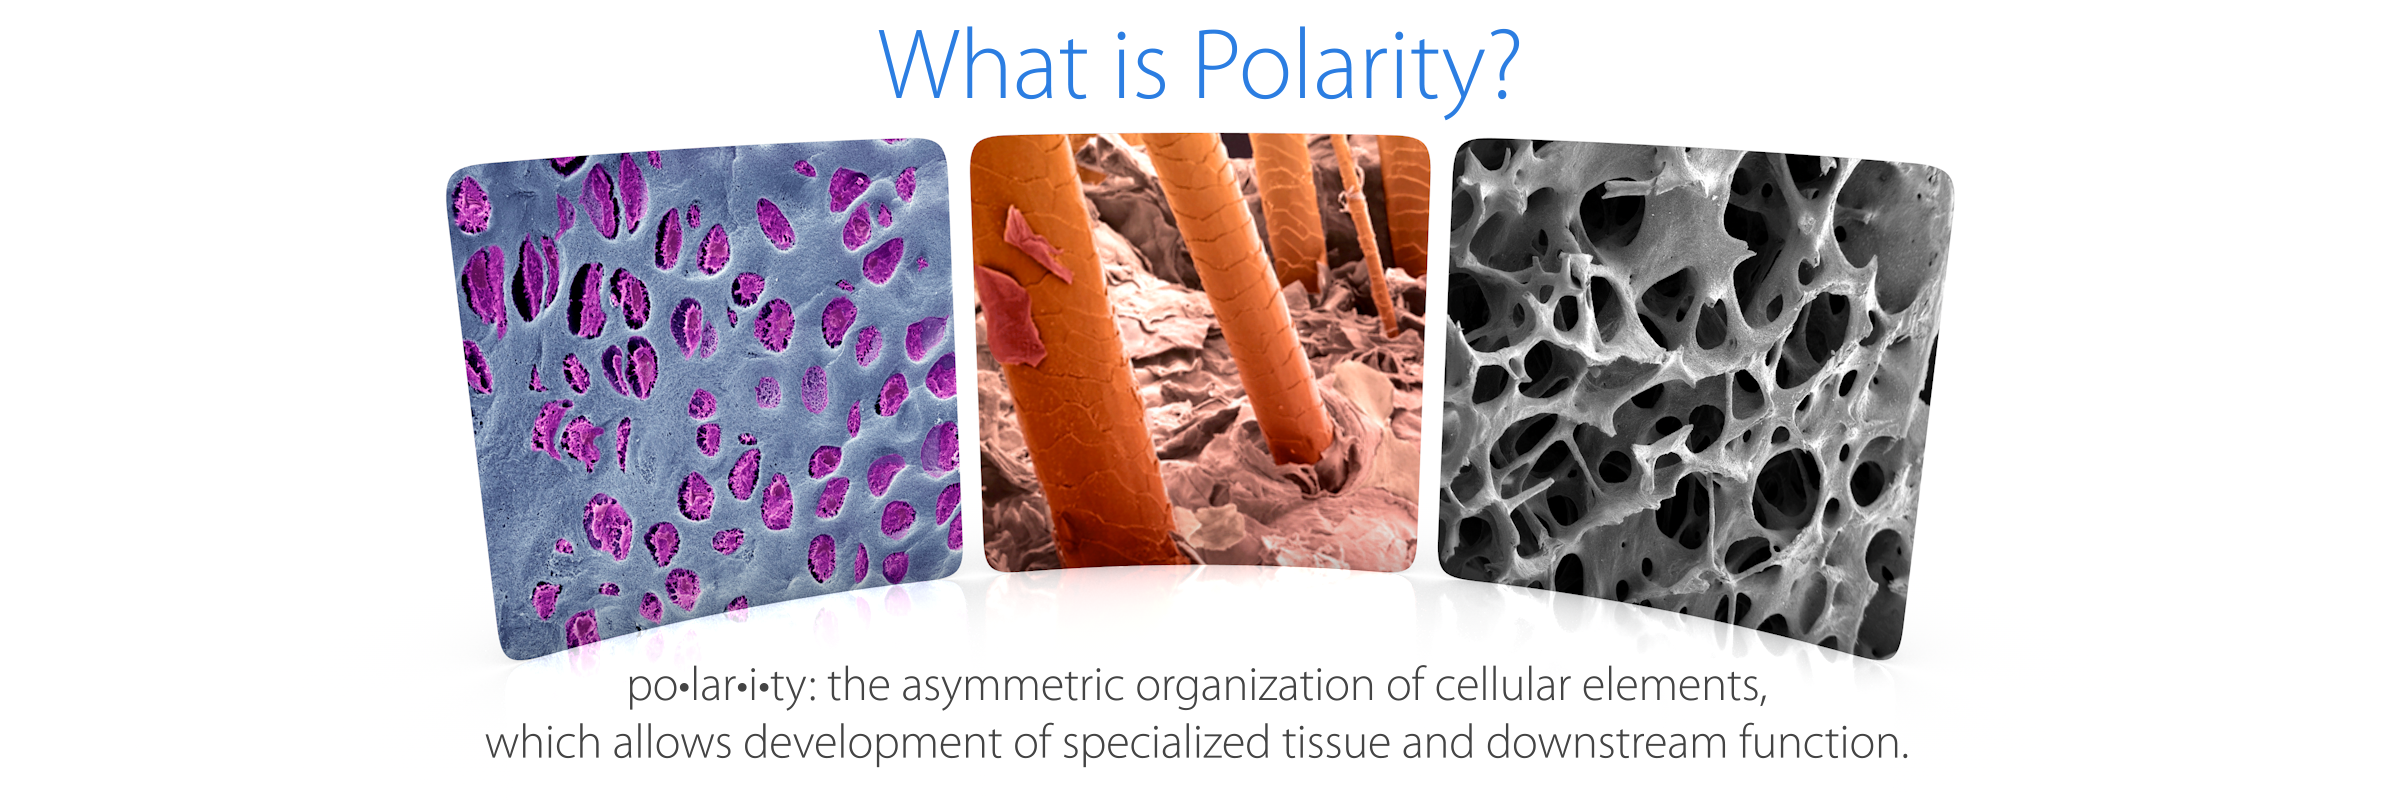 What is Polarity?
po•lar•i•ty: the asymmetric organization of cellular elements,
which allows development of specialized tissue and downstream function.